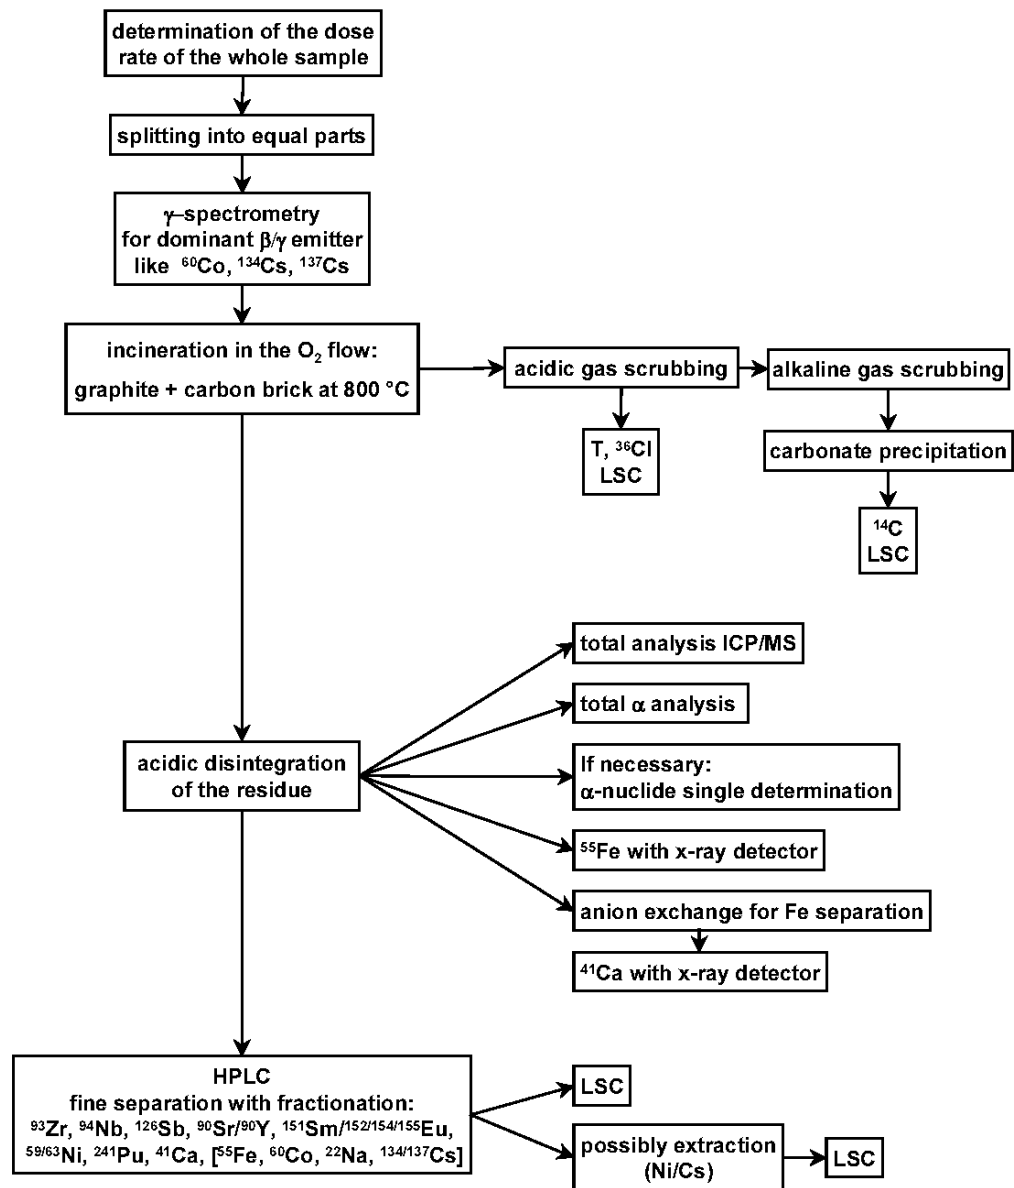 determination of the dose
rate of the whole sample
splitting into equal parts
γ–spectrometry
for dominant β/γ emitter
like ⁶⁰Co, ¹³⁴Cs, ¹³⁷Cs
incineration in the O₂ flow:
graphite + carbon brick at 800 °C
acidic gas scrubbing
alkaline gas scrubbing
T, ³⁶Cl
LSC
carbonate precipitation
¹⁴C
LSC
acidic disintegration
of the residue
total analysis ICP/MS
total α analysis
If necessary:
α-nuclide single determination
⁵⁵Fe with x-ray detector
anion exchange for Fe separation
⁴¹Ca with x-ray detector
HPLC
fine separation with fractionation:
⁹³Zr, ⁹⁴Nb, ¹²⁶Sb, ⁹⁰Sr/⁹⁰Y, ¹⁵¹Sm/¹⁵²/¹⁵⁴/¹⁵⁵Eu,
⁵⁹/⁶³Ni, ²⁴¹Pu, ⁴¹Ca, [⁵⁵Fe, ⁶⁰Co, ²²Na, ¹³⁴/¹³⁷Cs]
LSC
possibly extraction
(Ni/Cs)
LSC